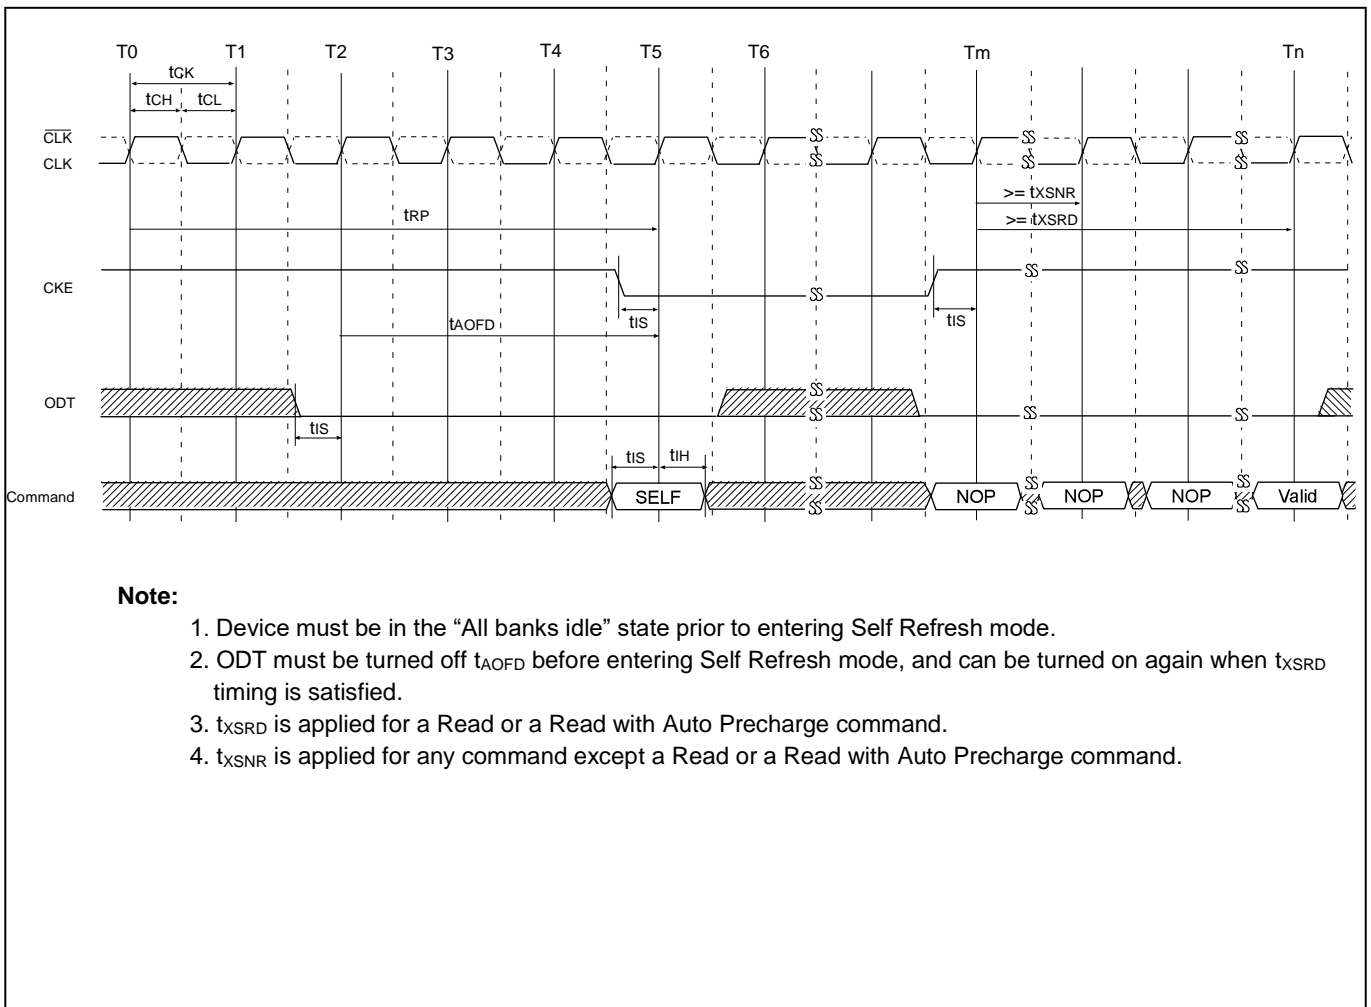 T0 T1 T2 T3 T4 T5 T6 Tm Tn
tCK
tCH tCL
CLK
CLK
>= tXSNR
tRP >= tXSRD
CKE
tIS tIS
tAOFD
ODT
tIS
tIS tIH
Command SELF NOP NOP NOP Valid
Note:
1. Device must be in the “All banks idle” state prior to entering Self Refresh mode.
2. ODT must be turned off tAOFD before entering Self Refresh mode, and can be turned on again when tXSRD
timing is satisfied.
3. tXSRD is applied for a Read or a Read with Auto Precharge command.
4. tXSNR is applied for any command except a Read or a Read with Auto Precharge command.